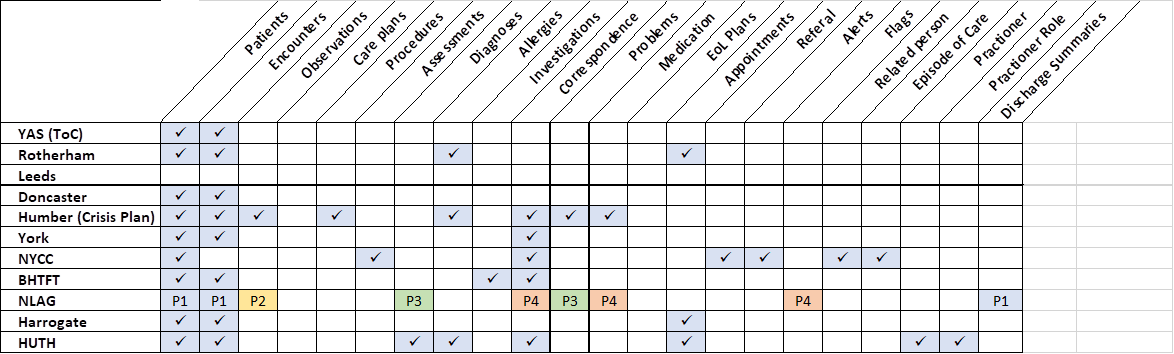 Patients
Encounters
Observations
Care plans
Procedures
Assessments
Diagnoses
Allergies
Investigations
Correspondence
Problems
Medication
EoL Plans
Appointments
Referal
Alerts
Flags
Related person
Episode of Care
Practioner
Practioner Role
Discharge Summaries
YAS (ToC) ✓ ✓
Rotherham ✓ ✓ ✓ ✓
Leeds
Doncaster ✓ ✓
Humber (Crisis Plan) ✓ ✓ ✓ ✓ ✓ ✓ ✓ ✓
York ✓ ✓ ✓
NYCC ✓ ✓ ✓ ✓ ✓ ✓ ✓
BHTFT ✓ ✓ ✓ ✓
NLAG P1 P1 P2 P3 P4 P3 P4 P4 P1
Harrogate ✓ ✓ ✓
HUTH ✓ ✓ ✓ ✓ ✓ ✓ ✓ ✓